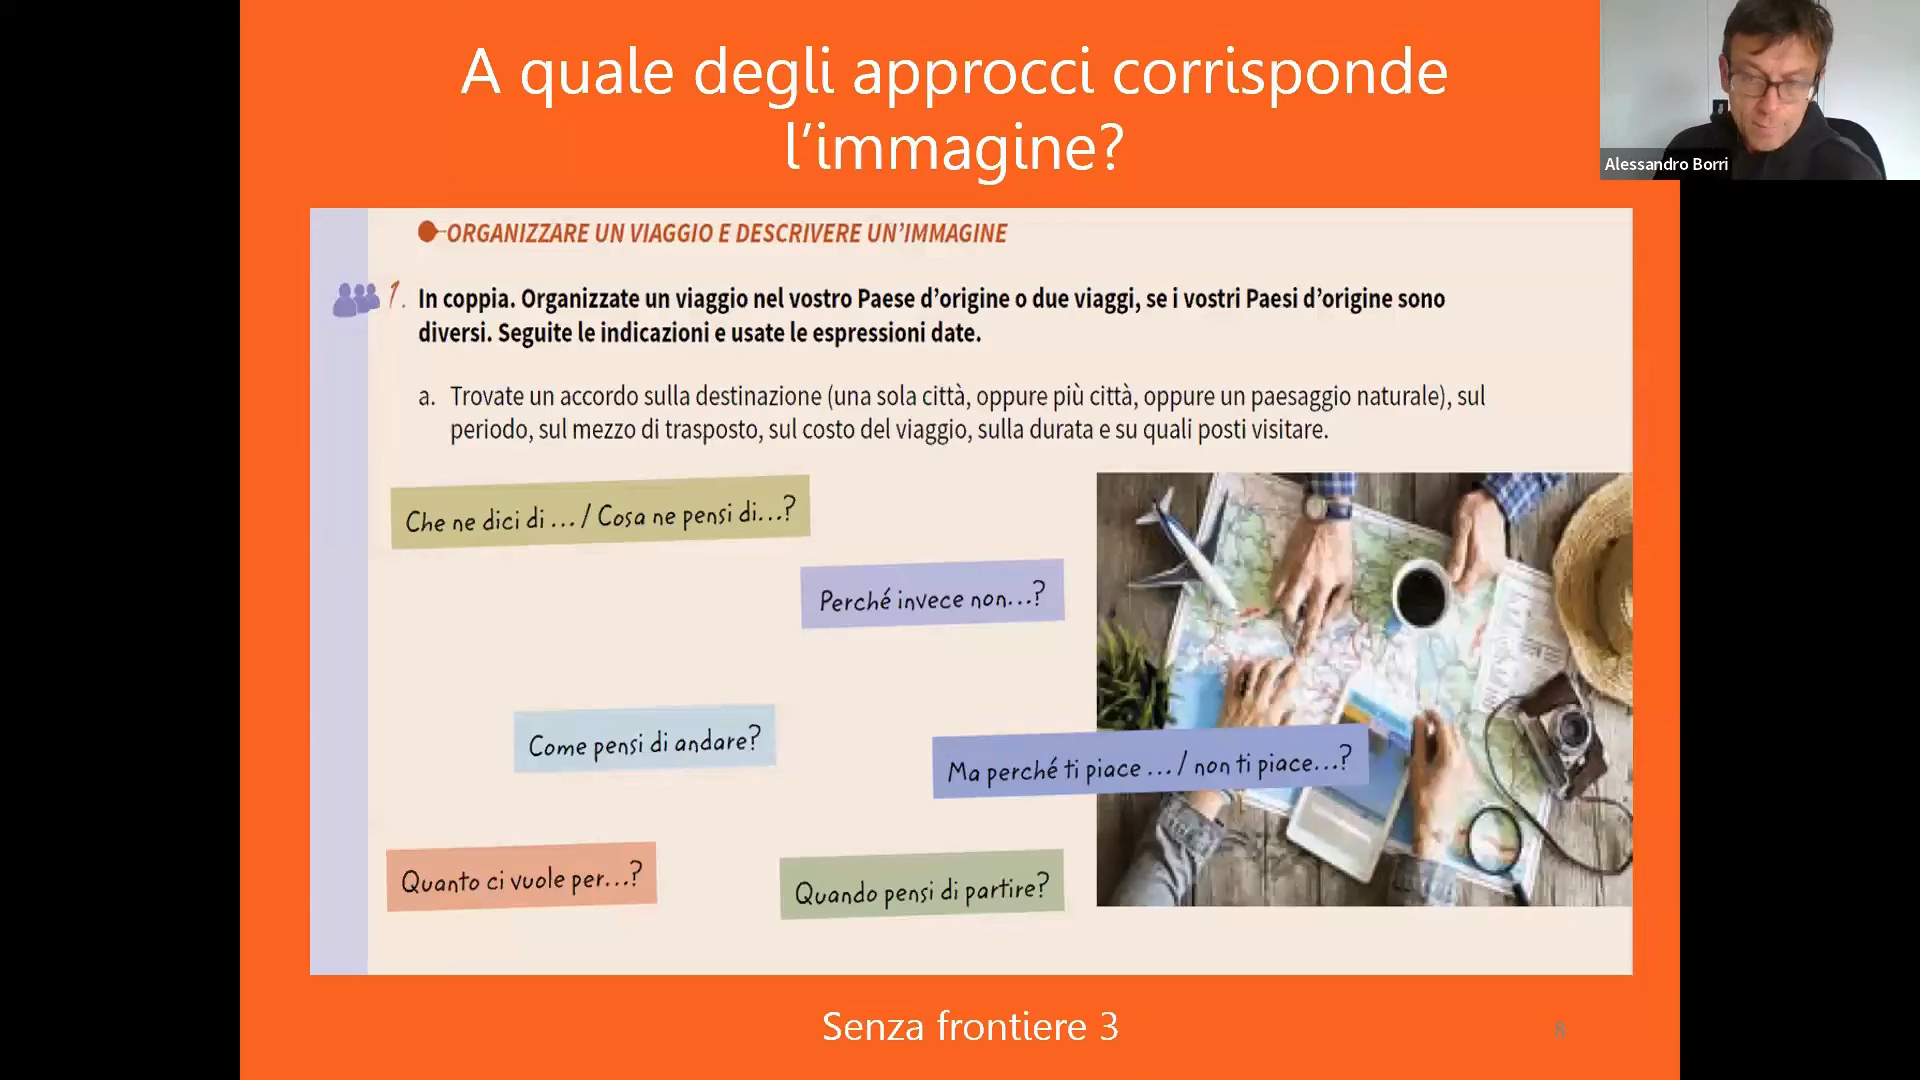 A quale degli approcci corrisponde
l’immagine?
Alessandro Borri
ORGANIZZARE UN VIAGGIO E DESCRIVERE UN’IMMAGINE
1. In coppia. Organizzate un viaggio nel vostro Paese d’origine o due viaggi, se i vostri Paesi d’origine sono
diversi. Seguite le indicazioni e usate le espressioni date.
a. Trovate un accordo sulla destinazione (una sola città, oppure più città, oppure un paesaggio naturale), sul
periodo, sul mezzo di trasposto, sul costo del viaggio, sulla durata e su quali posti visitare.
Che ne dici di ... / Cosa ne pensi di...?
Perché invece non...?
Come pensi di andare?
Ma perché ti piace ... / non ti piace...?
Quanto ci vuole per...?
Quando pensi di partire?
Senza frontiere 3
8